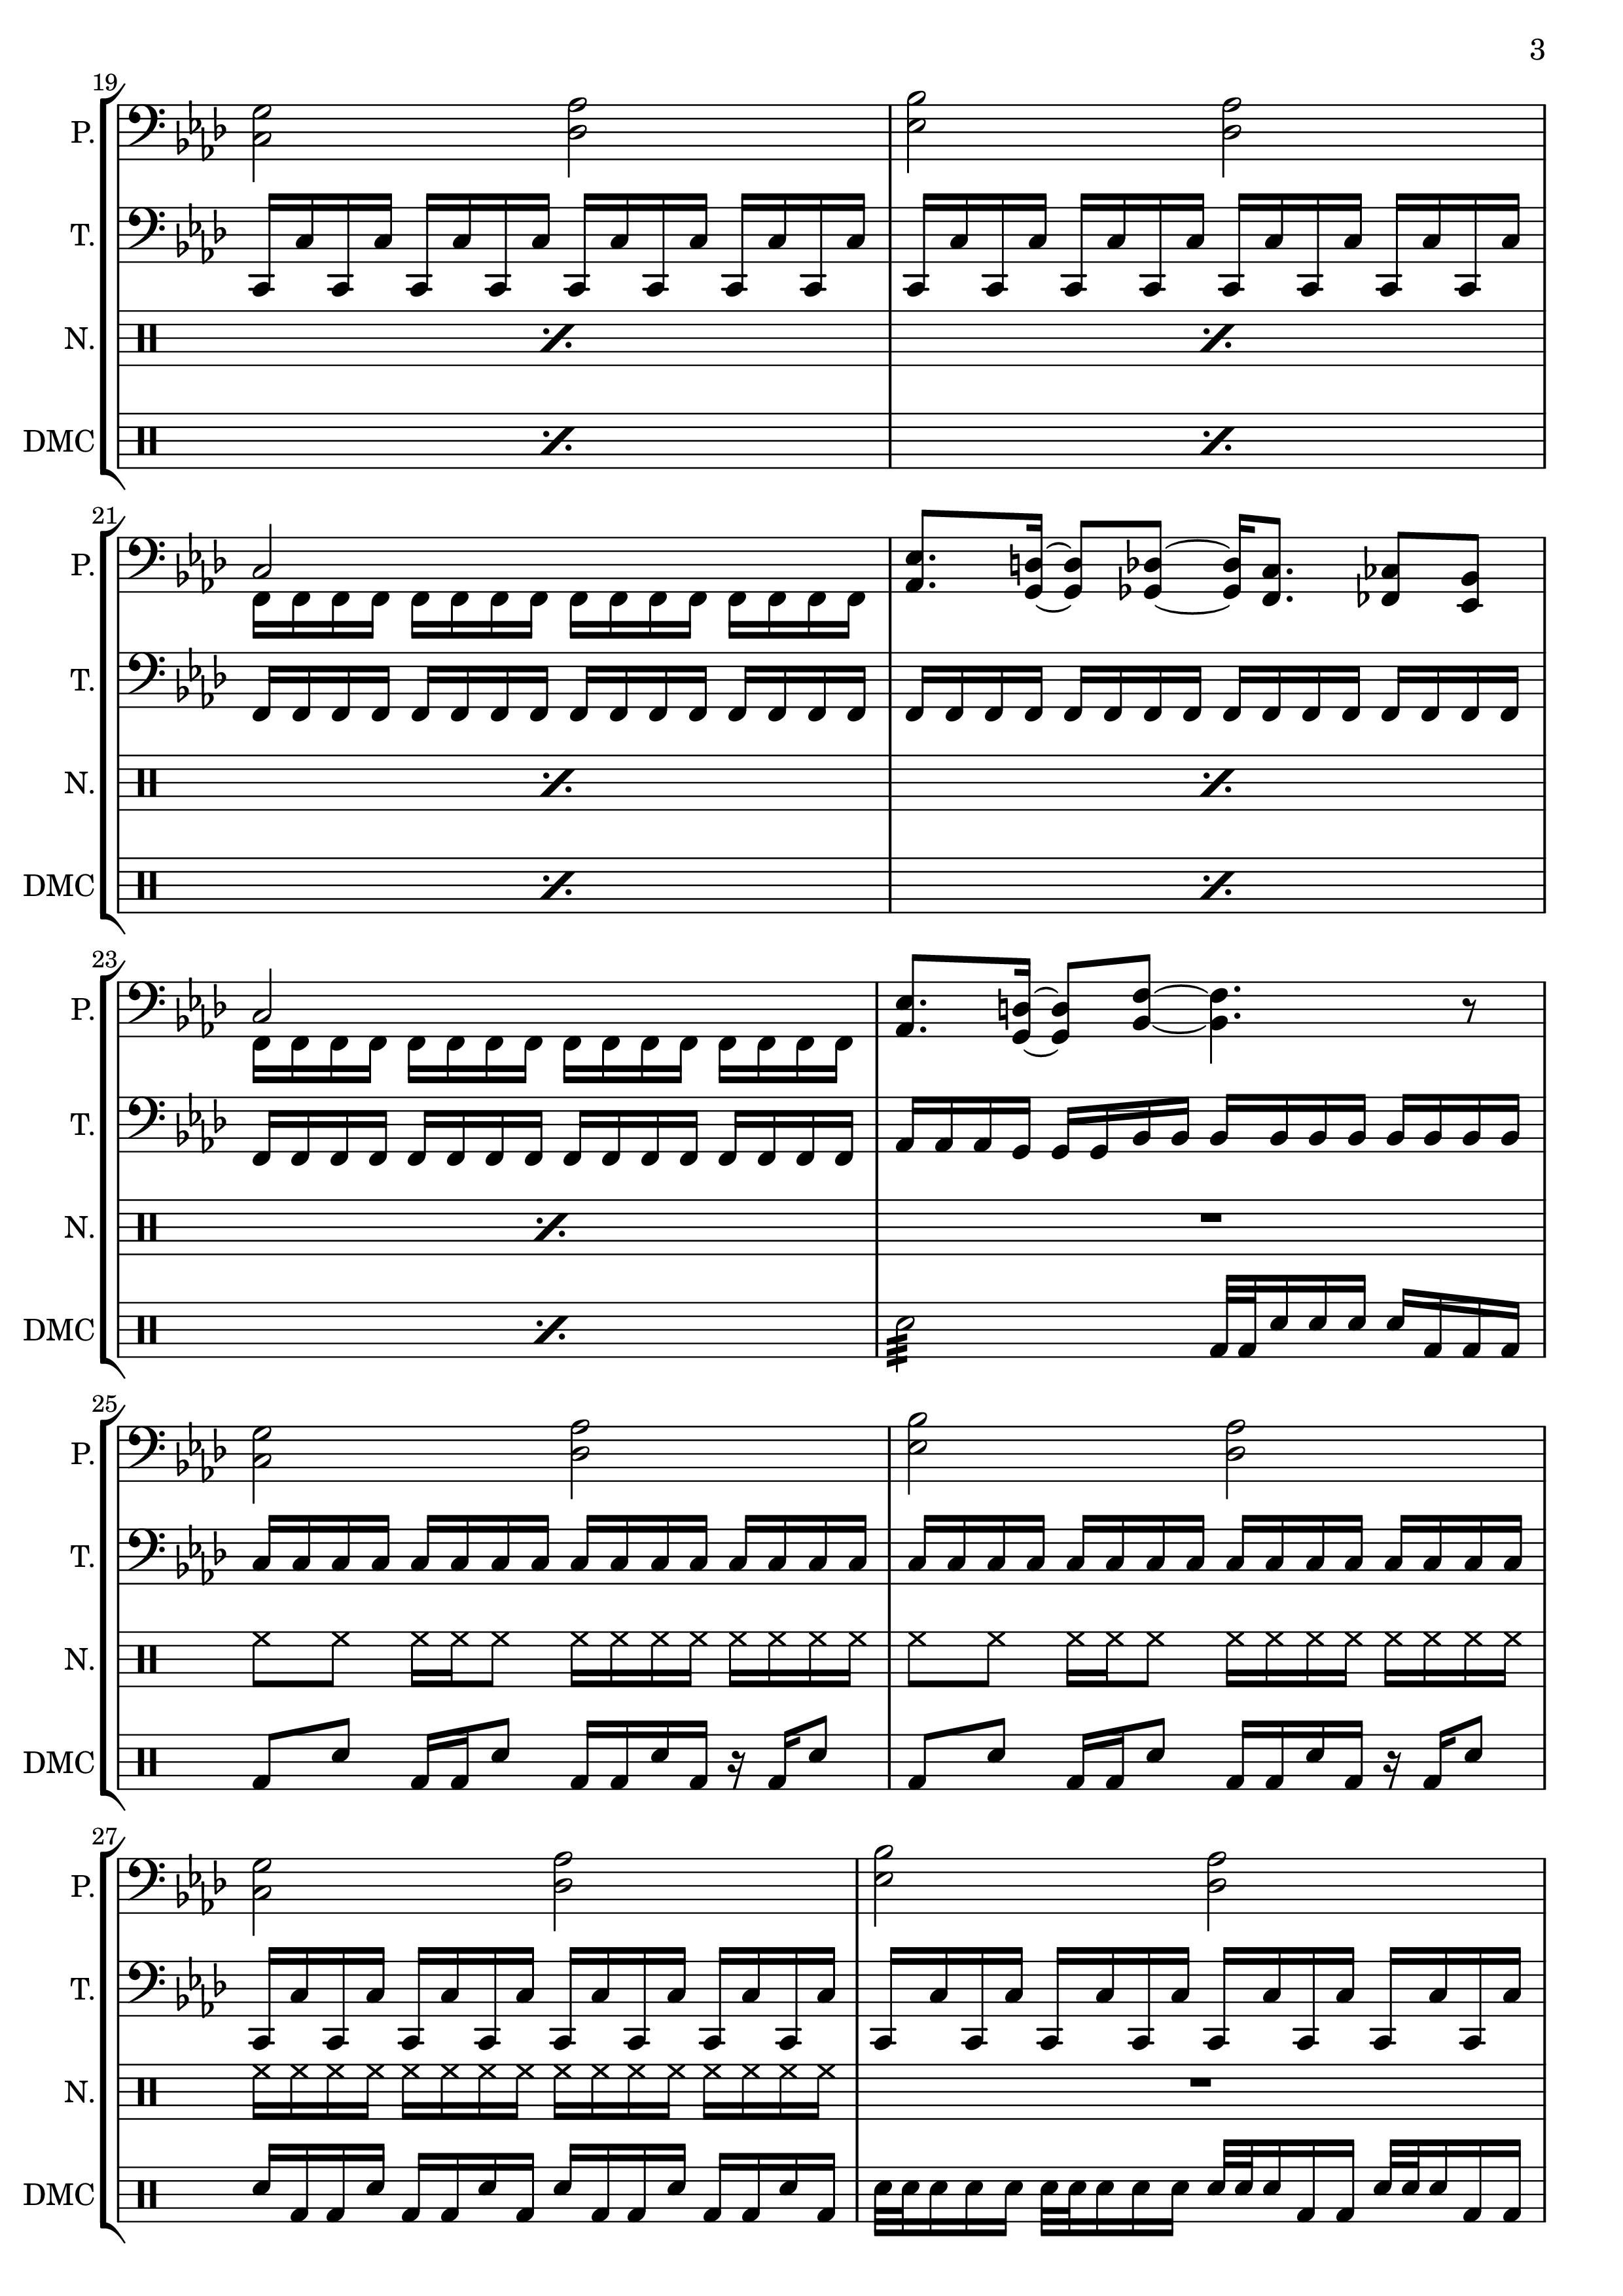 3
19
P.
T.
N.
DMC
21
P.
T.
N.
DMC
23
P.
T.
N.
DMC
25
P.
T.
N.
DMC
27
P.
T.
N.
DMC